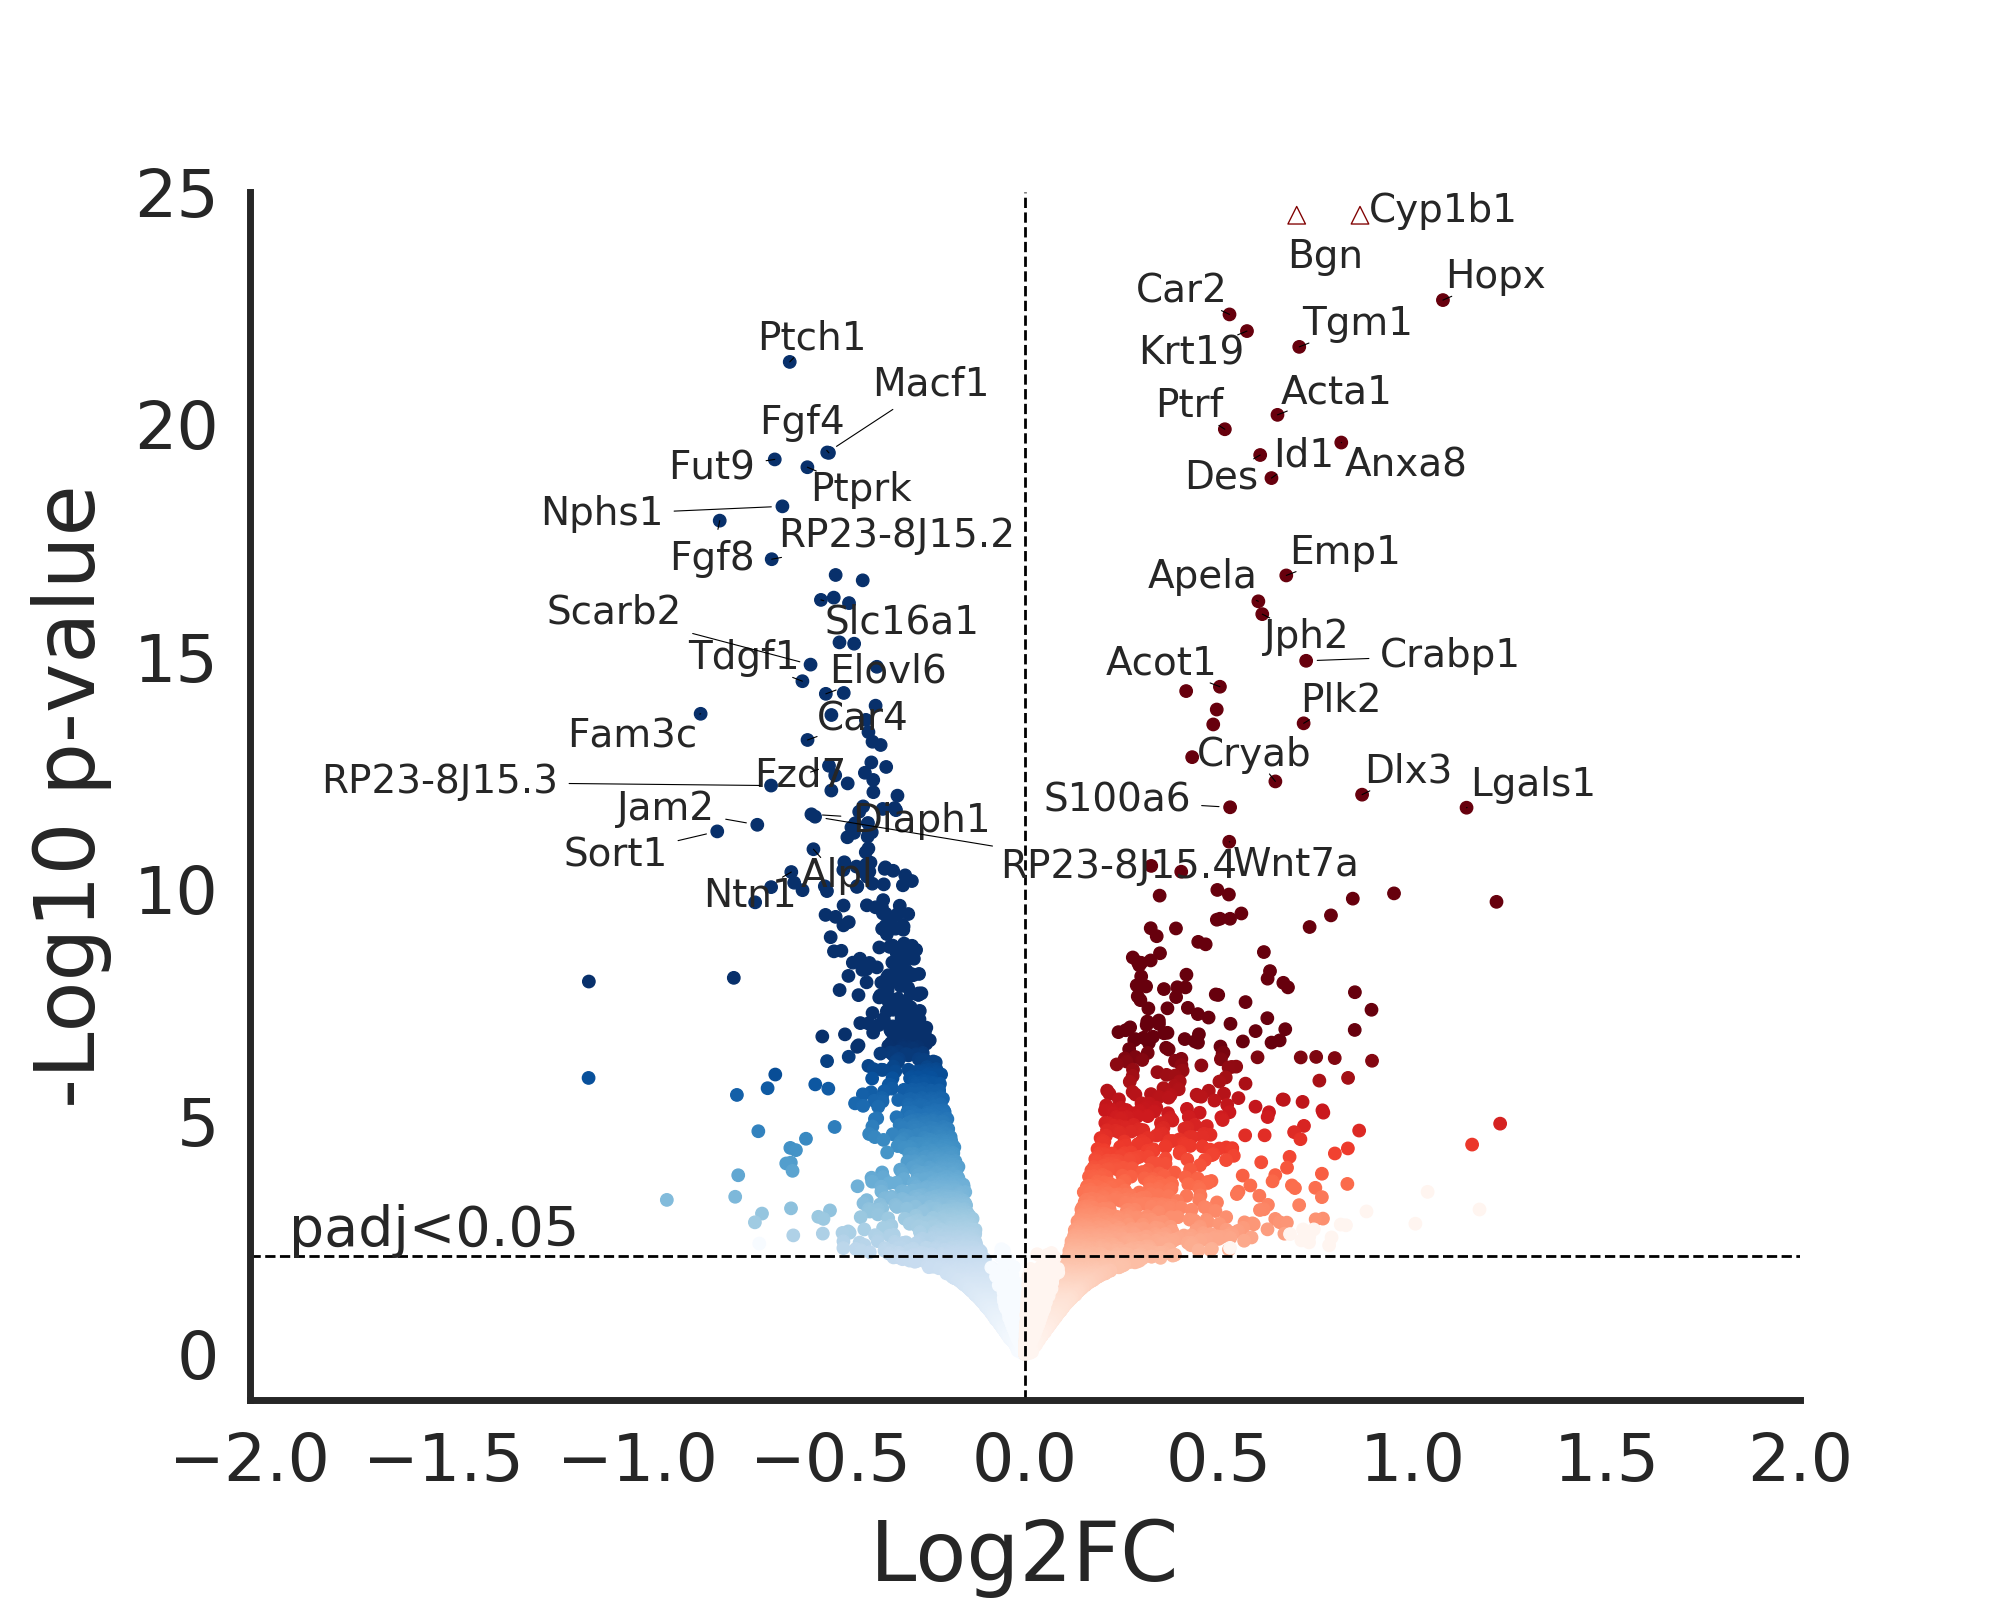 25
Cyp1b1
Bgn
Hopx
Car2
Tgm1
Ptch1
Krt19
Macf1
Acta1
Ptrf
Fgf4
20
Id1
Anxa8
Fut9
Des
Ptprk
Nphs1
RP23-8J15.2
Fgf8
Emp1
Apela
Scarb2
Slc16a1
Jph2
Crabp1
15
Tdgf1
Acot1
Elovl6
Plk2
Car4
Fam3c
Cryab
Dlx3
RP23-8J15.3
Fzd7
Lgals1
S100a6
Jam2
Diaph1
Sort1
RP23-8J15.4
Wnt7a
Alpl
10
Ntn1
-Log10 p-value
5
padj<0.05
0
−2.0 −1.5 −1.0 −0.5 0.0 0.5 1.0 1.5 2.0
Log2FC